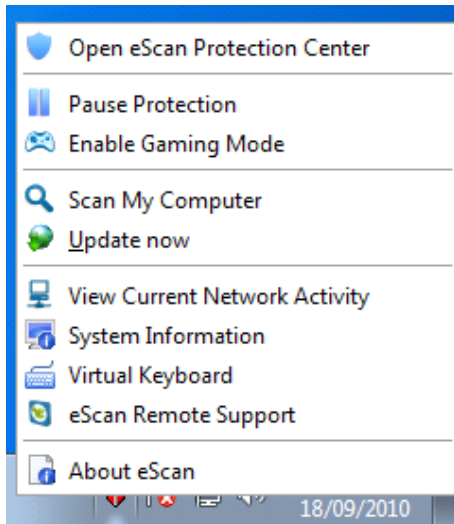 Open eScan Protection Center
Pause Protection
Enable Gaming Mode
Scan My Computer
Update now
View Current Network Activity
System Information
Virtual Keyboard
eScan Remote Support
About eScan
18/09/2010